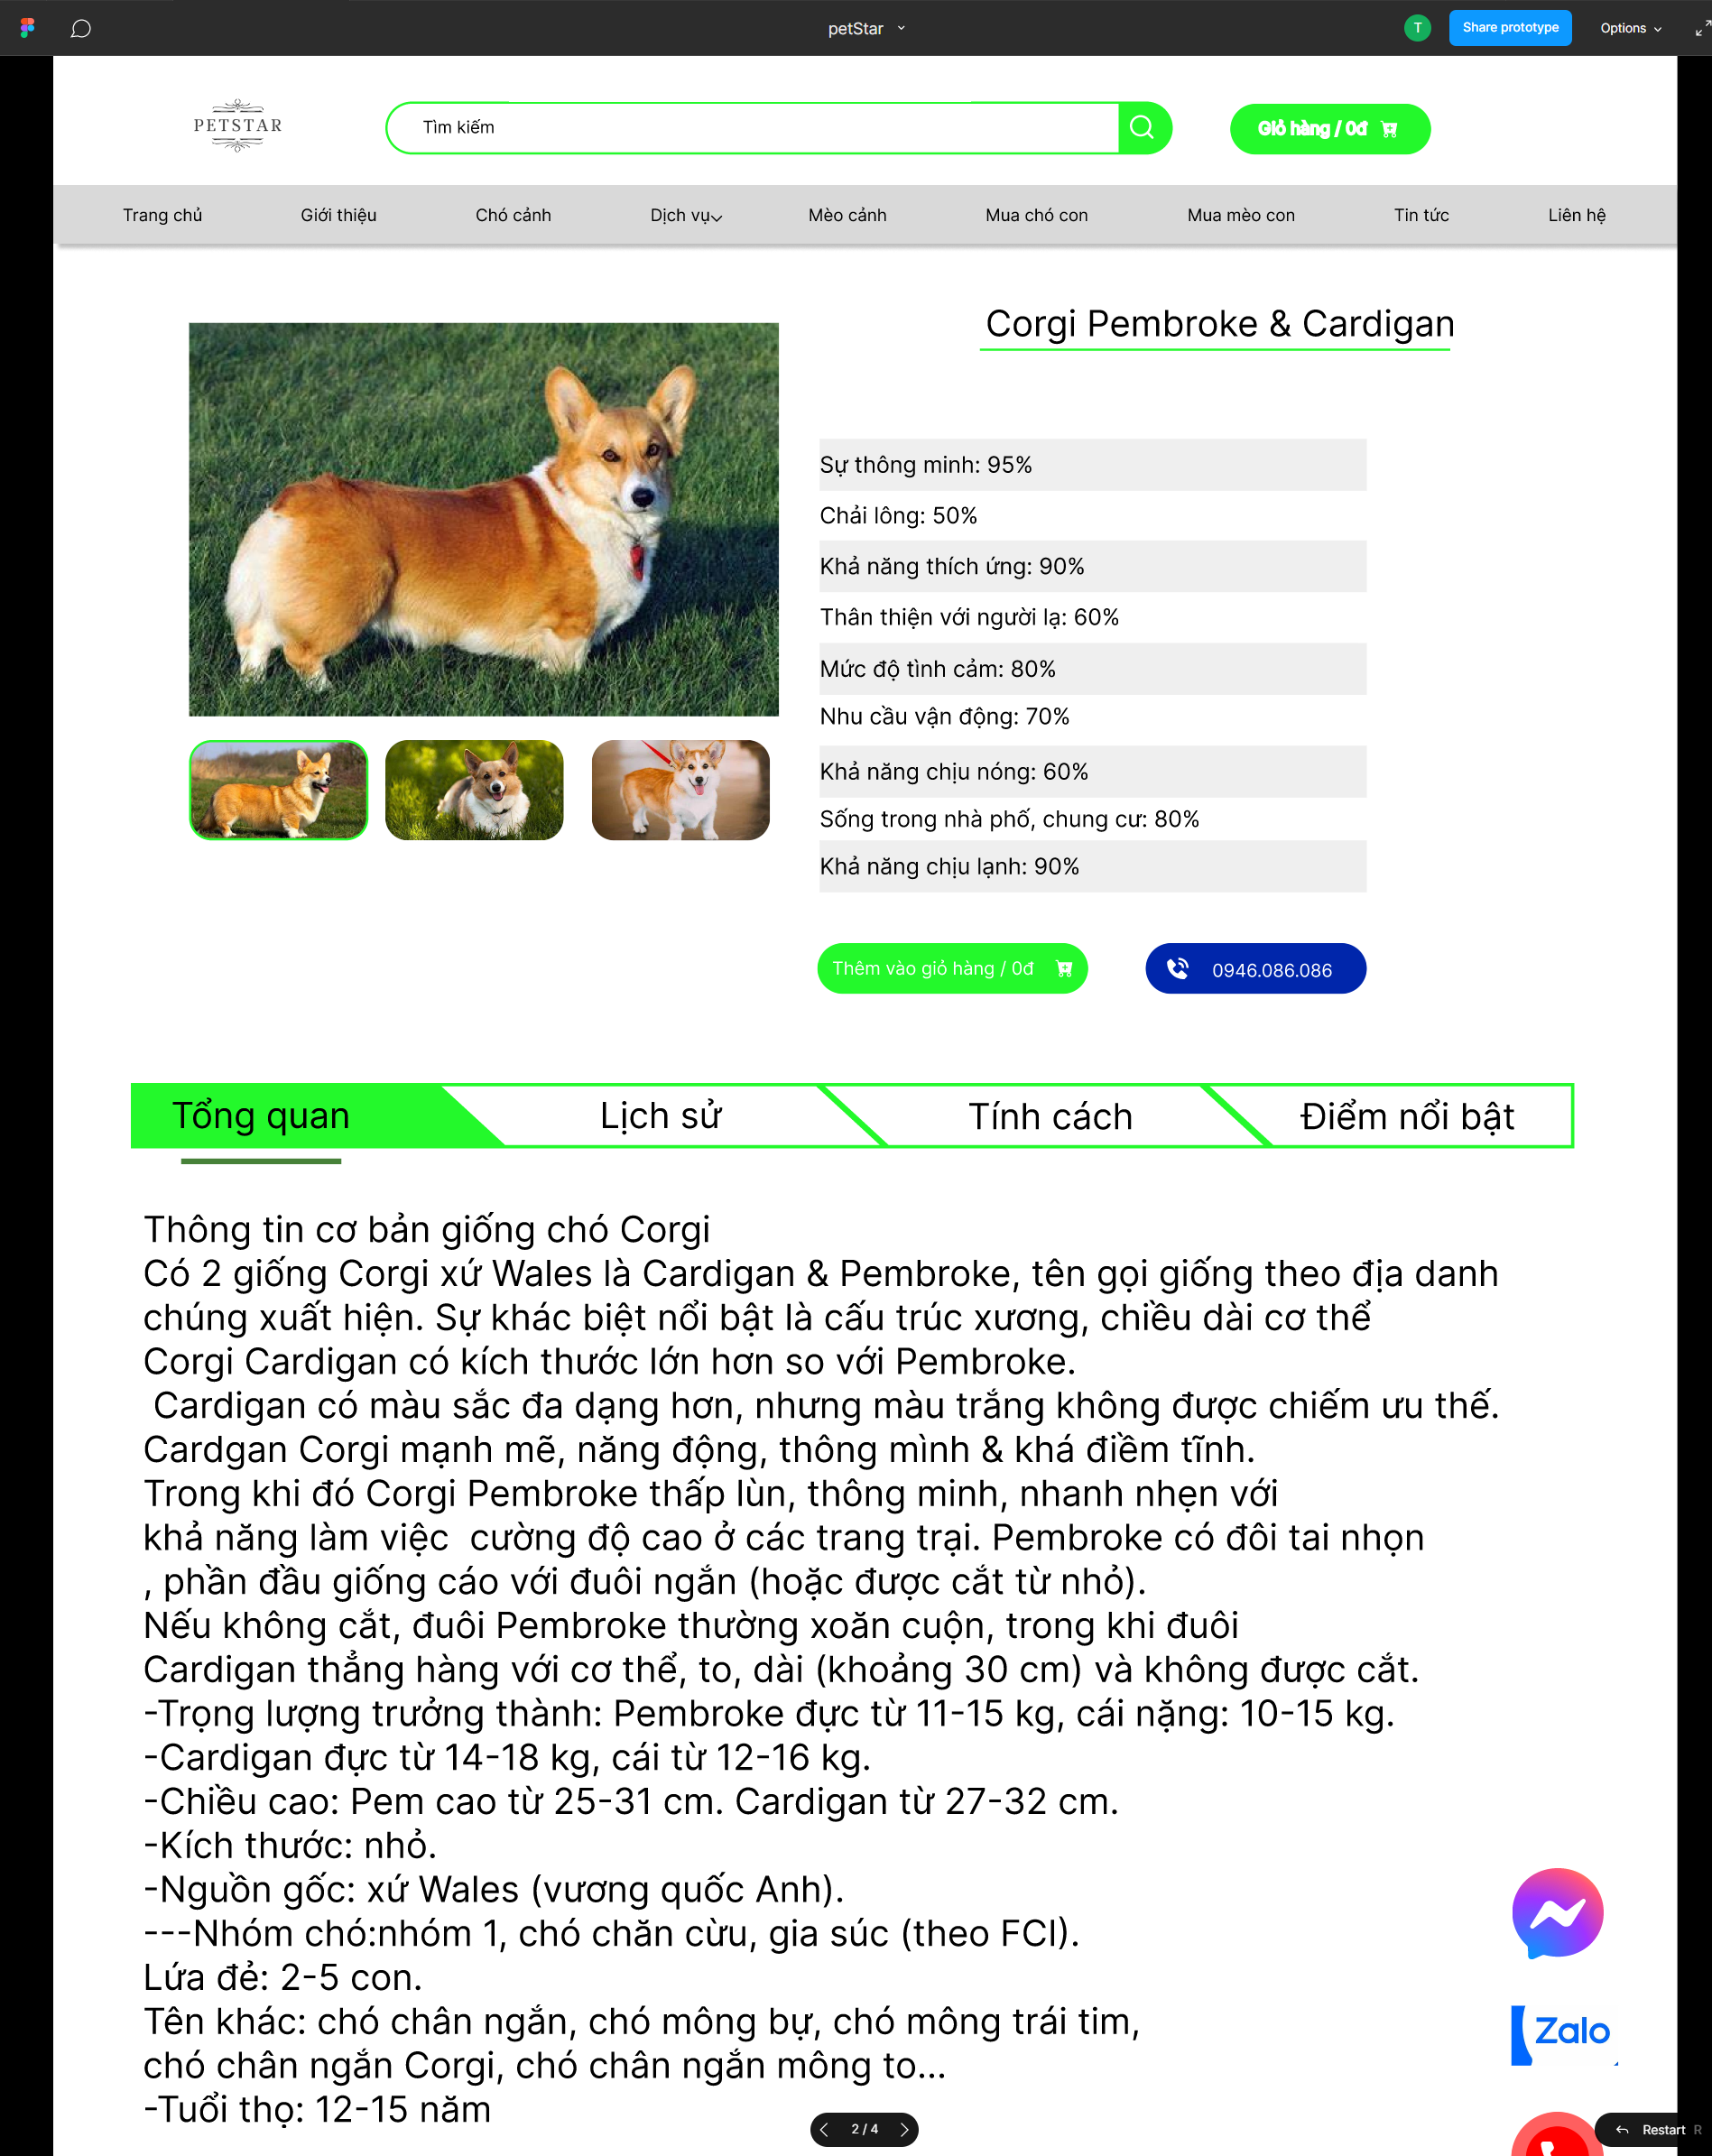 petStar
T
Share prototype
Options
PETSTAR
Tìm kiếm
Giỏ hàng / 0đ
Trang chủ
Giới thiệu
Chó cảnh
Dịch vụ
Mèo cảnh
Mua chó con
Mua mèo con
Tin tức
Liên hệ
Corgi Pembroke & Cardigan
Sự thông minh: 95%
Chải lông: 50%
Khả năng thích ứng: 90%
Thân thiện với người lạ: 60%
Mức độ tình cảm: 80%
Nhu cầu vận động: 70%
Khả năng chịu nóng: 60%
Sống trong nhà phố, chung cư: 80%
Khả năng chịu lạnh: 90%
Thêm vào giỏ hàng / 0đ
0946.086.086
Tổng quan
Lịch sử
Tính cách
Điểm nổi bật
Thông tin cơ bản giống chó Corgi
Có 2 giống Corgi xứ Wales là Cardigan & Pembroke, tên gọi giống theo địa danh
chúng xuất hiện. Sự khác biệt nổi bật là cấu trúc xương, chiều dài cơ thể
Corgi Cardigan có kích thước lớn hơn so với Pembroke.
Cardigan có màu sắc đa dạng hơn, nhưng màu trắng không được chiếm ưu thế.
Cardgan Corgi mạnh mẽ, năng động, thông mình & khá điềm tĩnh.
Trong khi đó Corgi Pembroke thấp lùn, thông minh, nhanh nhẹn với
khả năng làm việc  cường độ cao ở các trang trại. Pembroke có đôi tai nhọn
, phần đầu giống cáo với đuôi ngắn (hoặc được cắt từ nhỏ).
Nếu không cắt, đuôi Pembroke thường xoăn cuộn, trong khi đuôi
Cardigan thẳng hàng với cơ thể, to, dài (khoảng 30 cm) và không được cắt.
-Trọng lượng trưởng thành: Pembroke đực từ 11-15 kg, cái nặng: 10-15 kg.
-Cardigan đực từ 14-18 kg, cái từ 12-16 kg.
-Chiều cao: Pem cao từ 25-31 cm. Cardigan từ 27-32 cm.
-Kích thước: nhỏ.
-Nguồn gốc: xứ Wales (vương quốc Anh).
---Nhóm chó:nhóm 1, chó chăn cừu, gia súc (theo FCI).
Lứa đẻ: 2-5 con.
Tên khác: chó chân ngắn, chó mông bự, chó mông trái tim,
chó chân ngắn Corgi, chó chân ngắn mông to...
-Tuổi thọ: 12-15 năm
Zalo
2 / 4
Restart R